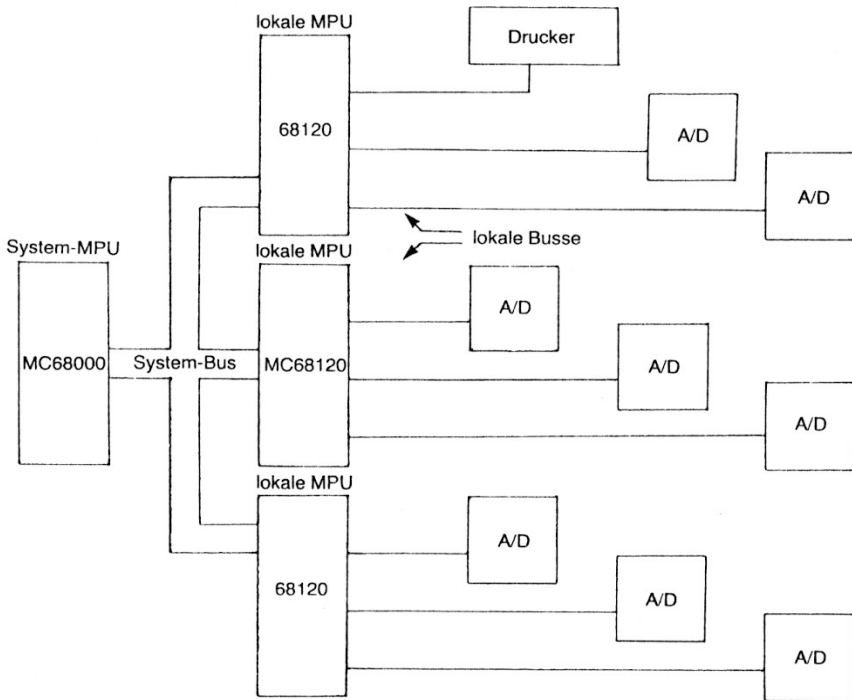 lokale MPU
Drucker
68120
A/D
A/D
lokale Busse
System-MPU
lokale MPU
A/D
MC68000
System-Bus
MC68120
A/D
A/D
lokale MPU
A/D
68120
A/D
A/D